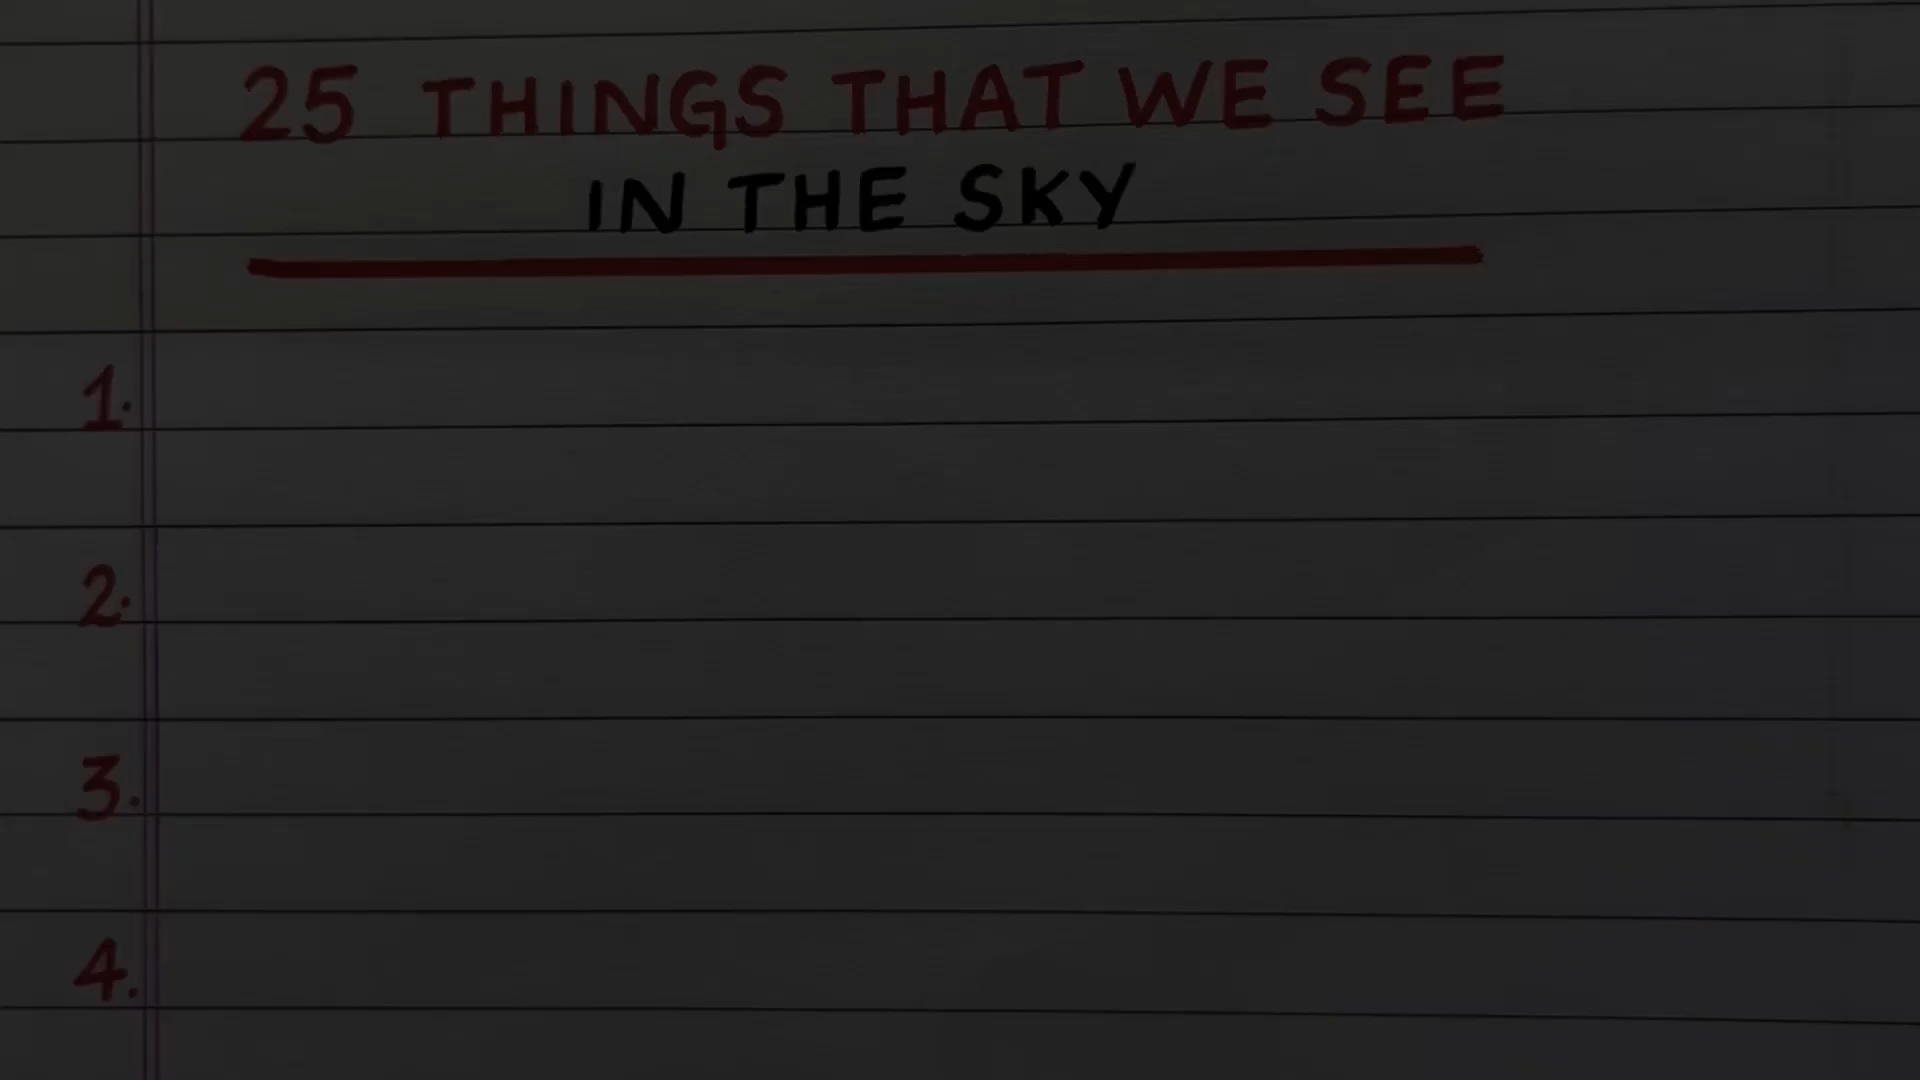 25 THINGS THAT WE SEE
IN THE SKY
1.
2.
3.
4.